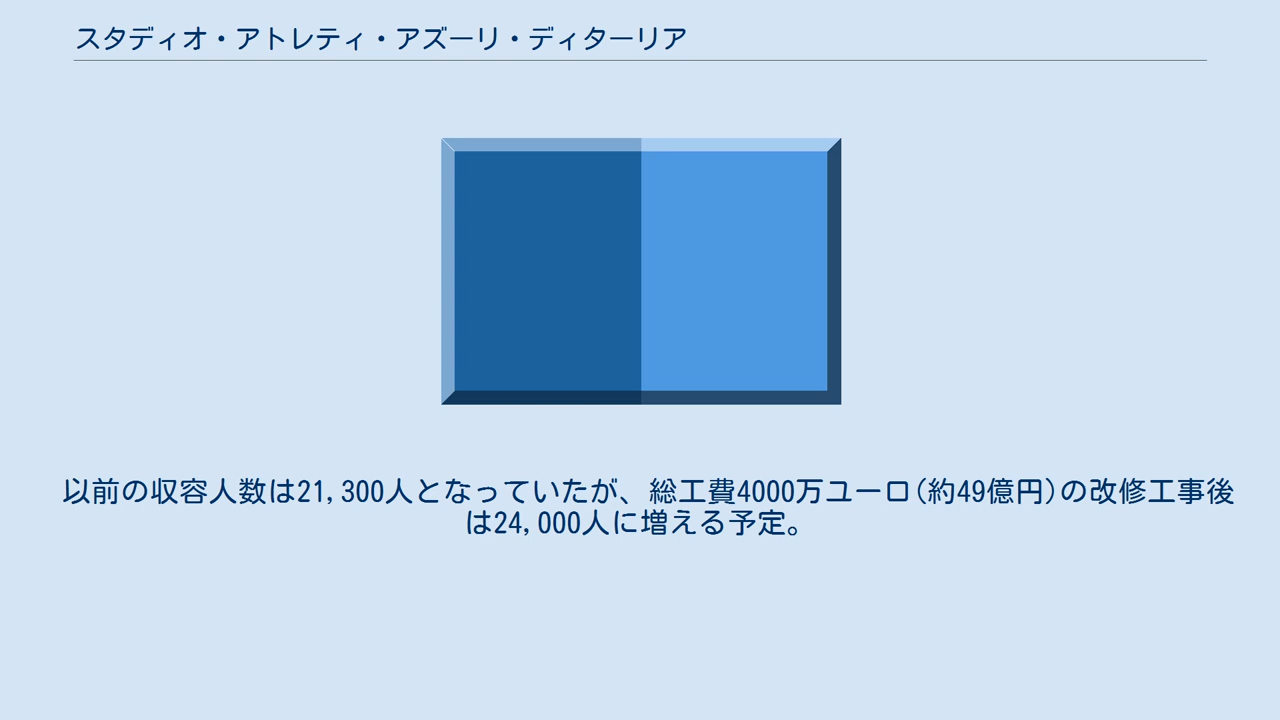 スタディオ・アトレティ・アズーリ・ディターリア
以前の収容人数は21,300人となっていたが、総工費4000万ユーロ(約49億円)の改修工事後
は24,000人に増える予定。